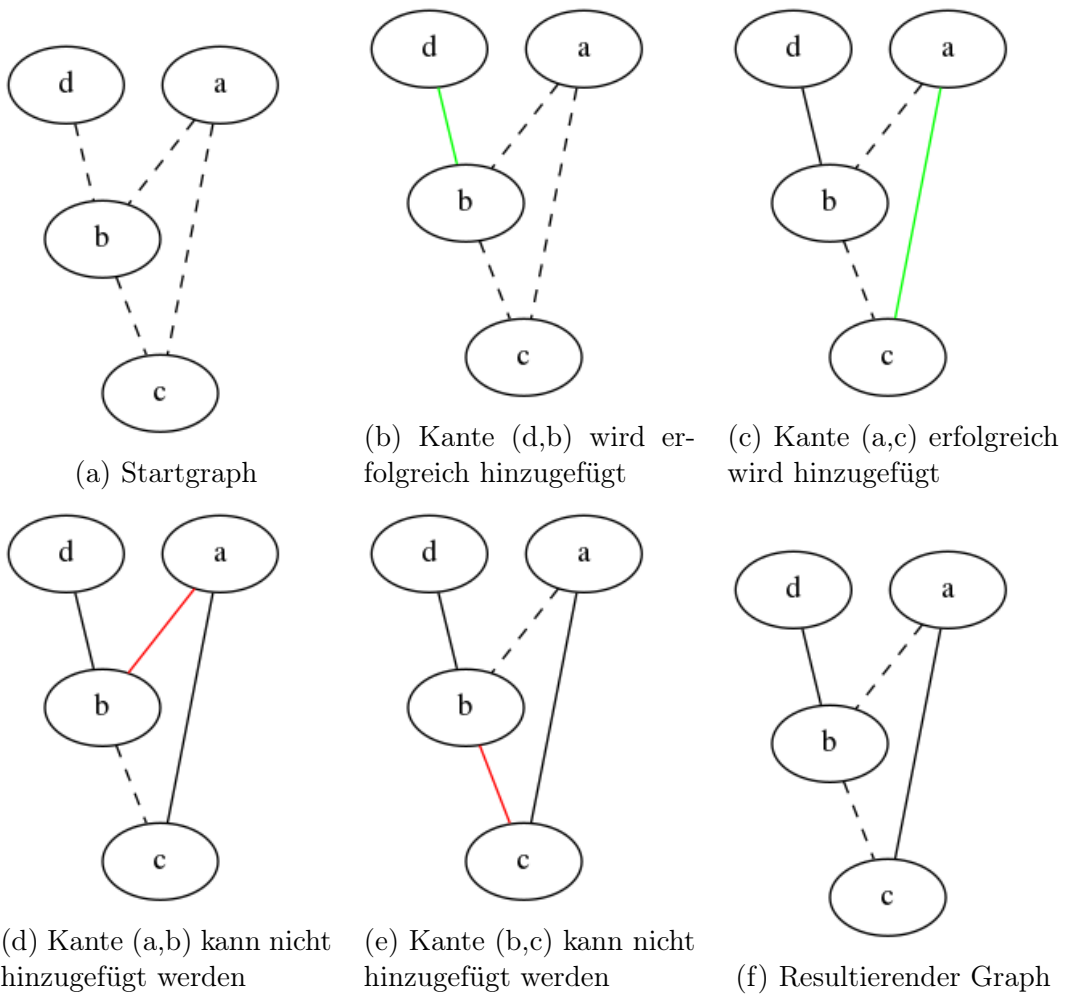 d a
b
c
(a) Startgraph
d a
b
c
(b) Kante (d,b) wird er-
folgreich hinzugefügt
d a
b
c
(c) Kante (a,c) erfolgreich
wird hinzugefügt
d a
b
c
(d) Kante (a,b) kann nicht
hinzugefügt werden
d a
b
c
(e) Kante (b,c) kann nicht
hinzugefügt werden
d a
b
c
(f) Resultierender Graph